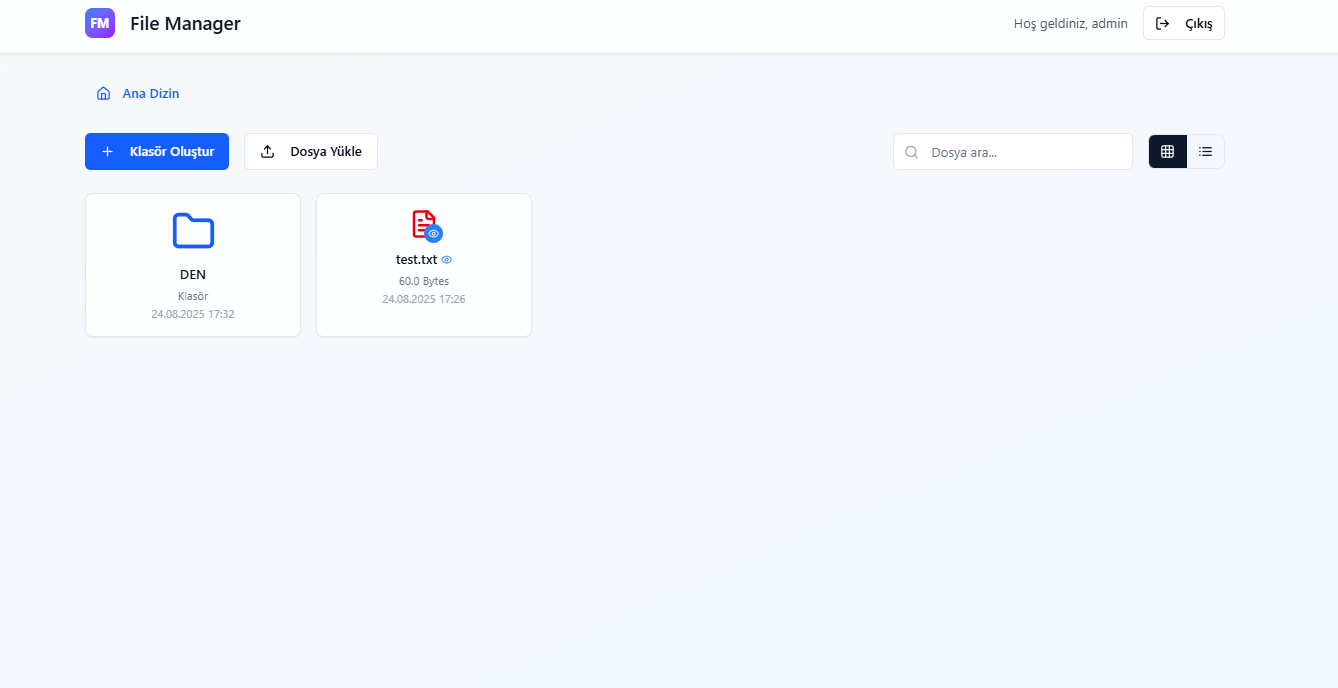 FM File Manager
Hoş geldiniz, admin
Çıkış
Ana Dizin
Klasör Oluştur
Dosya Yükle
Dosya ara...
DEN
Klasör
24.08.2025 17:32
test.txt
60.0 Bytes
24.08.2025 17:26